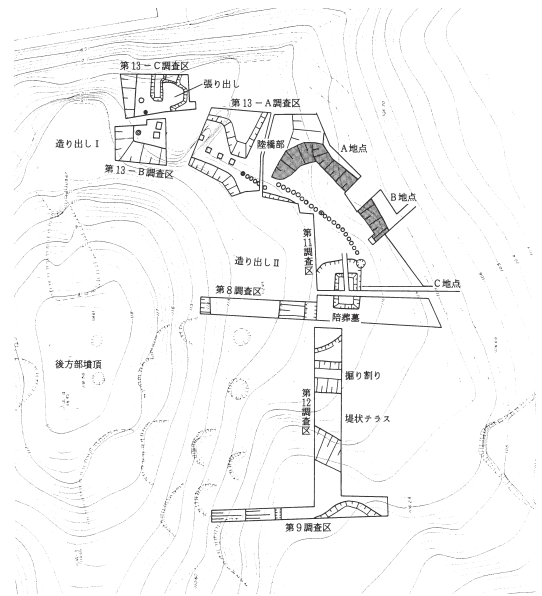 第13－C調査区
張り出し
第13－A調査区
造り出しⅠ
陸橋部
A地点
第13－B調査区
B地点
第11調査区
造り出しⅡ
C地点
第8調査区
陪葬墓
後方部墳頂
掘り割り
第12調査区
堤状テラス
第9調査区